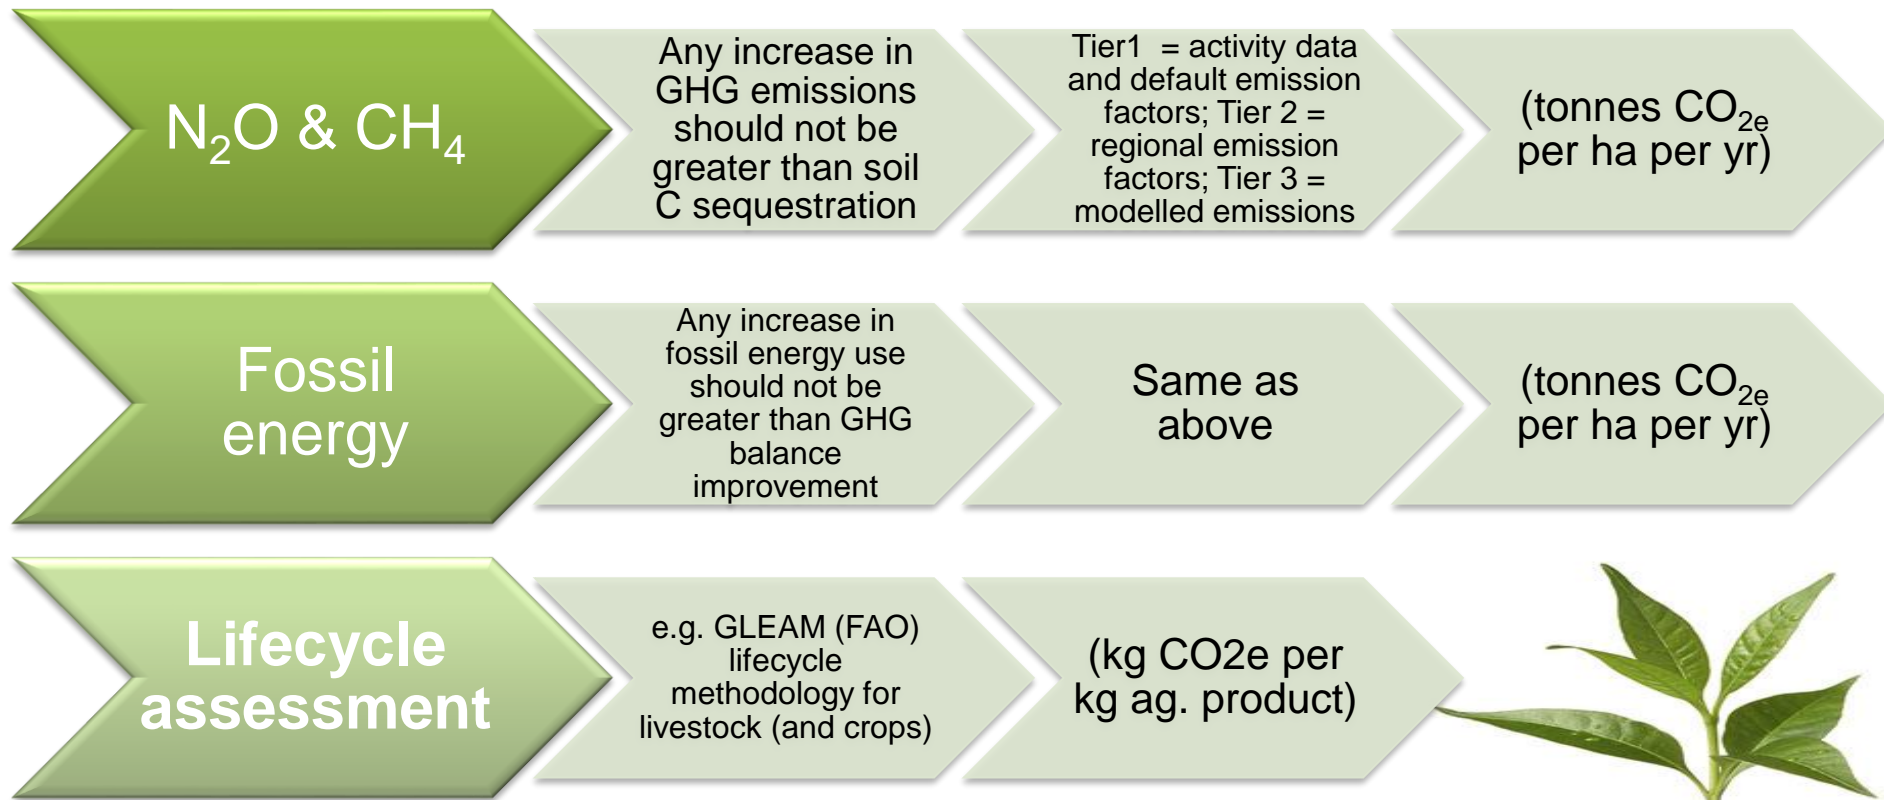 N₂O & CH₄
Any increase in
GHG emissions
should not be
greater than soil
C sequestration
Tier1  = activity data
and default emission
factors; Tier 2 =
regional emission
factors; Tier 3 =
modelled emissions
(tonnes CO₂ₑ
per ha per yr)
Fossil
energy
Any increase in
fossil energy use
should not be
greater than GHG
balance
improvement
Same as
above
(tonnes CO₂ₑ
per ha per yr)
Lifecycle
assessment
e.g. GLEAM (FAO)
lifecycle
methodology for
livestock (and crops)
(kg CO2e per
kg ag. product)